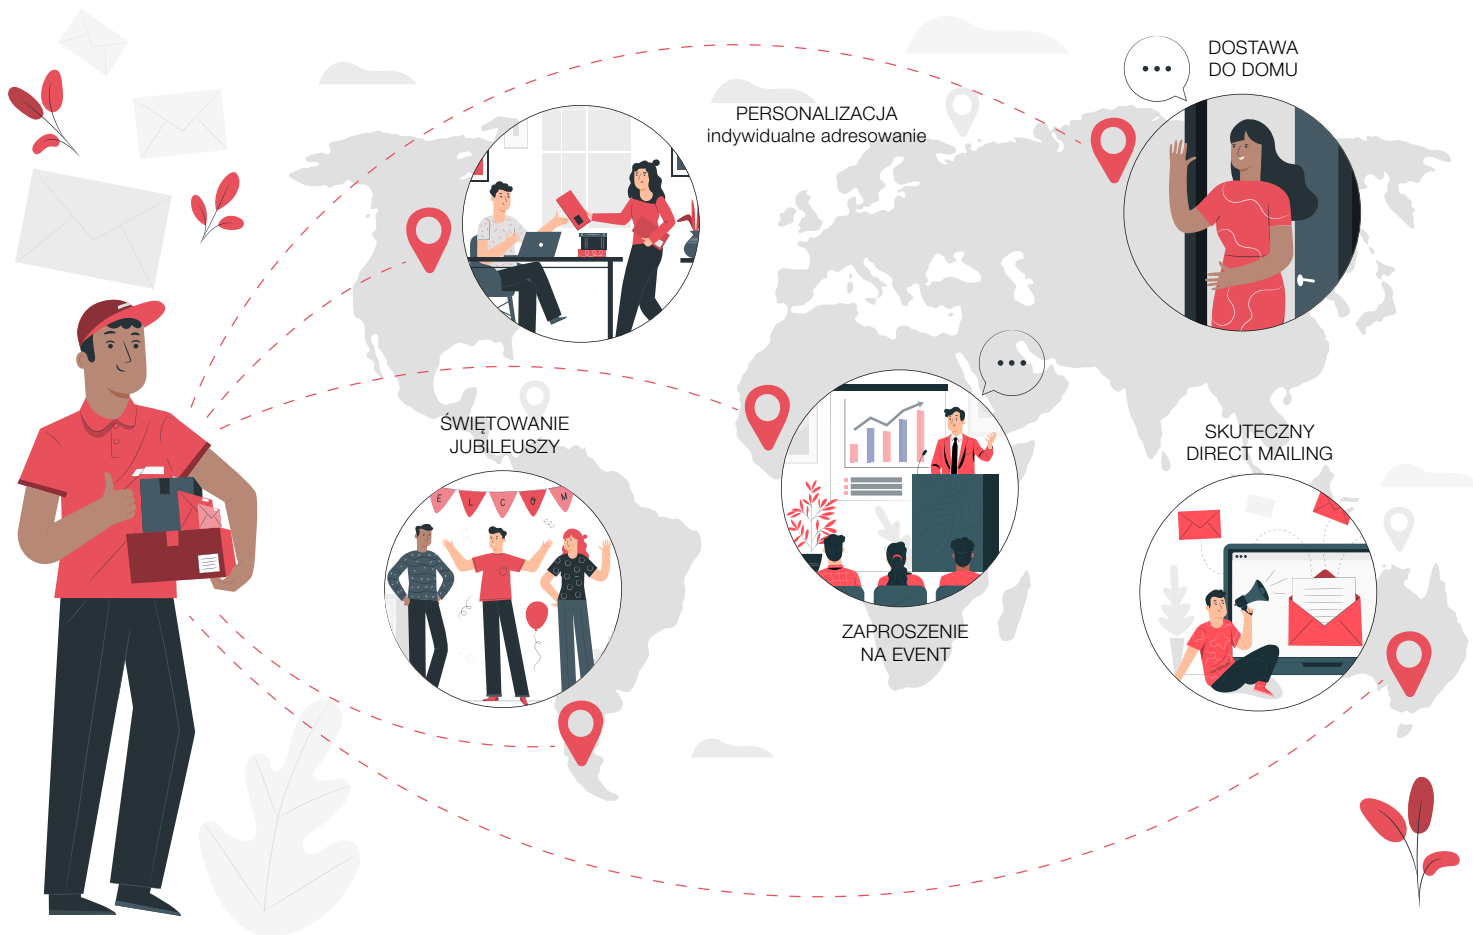 DOSTAWA
DO DOMU
PERSONALIZACJA
indywidualne adresowanie
ŚWIĘTOWANIE
JUBILEUSZY
E L C O M
SKUTECZNY
DIRECT MAILING
ZAPROSZENIE
NA EVENT